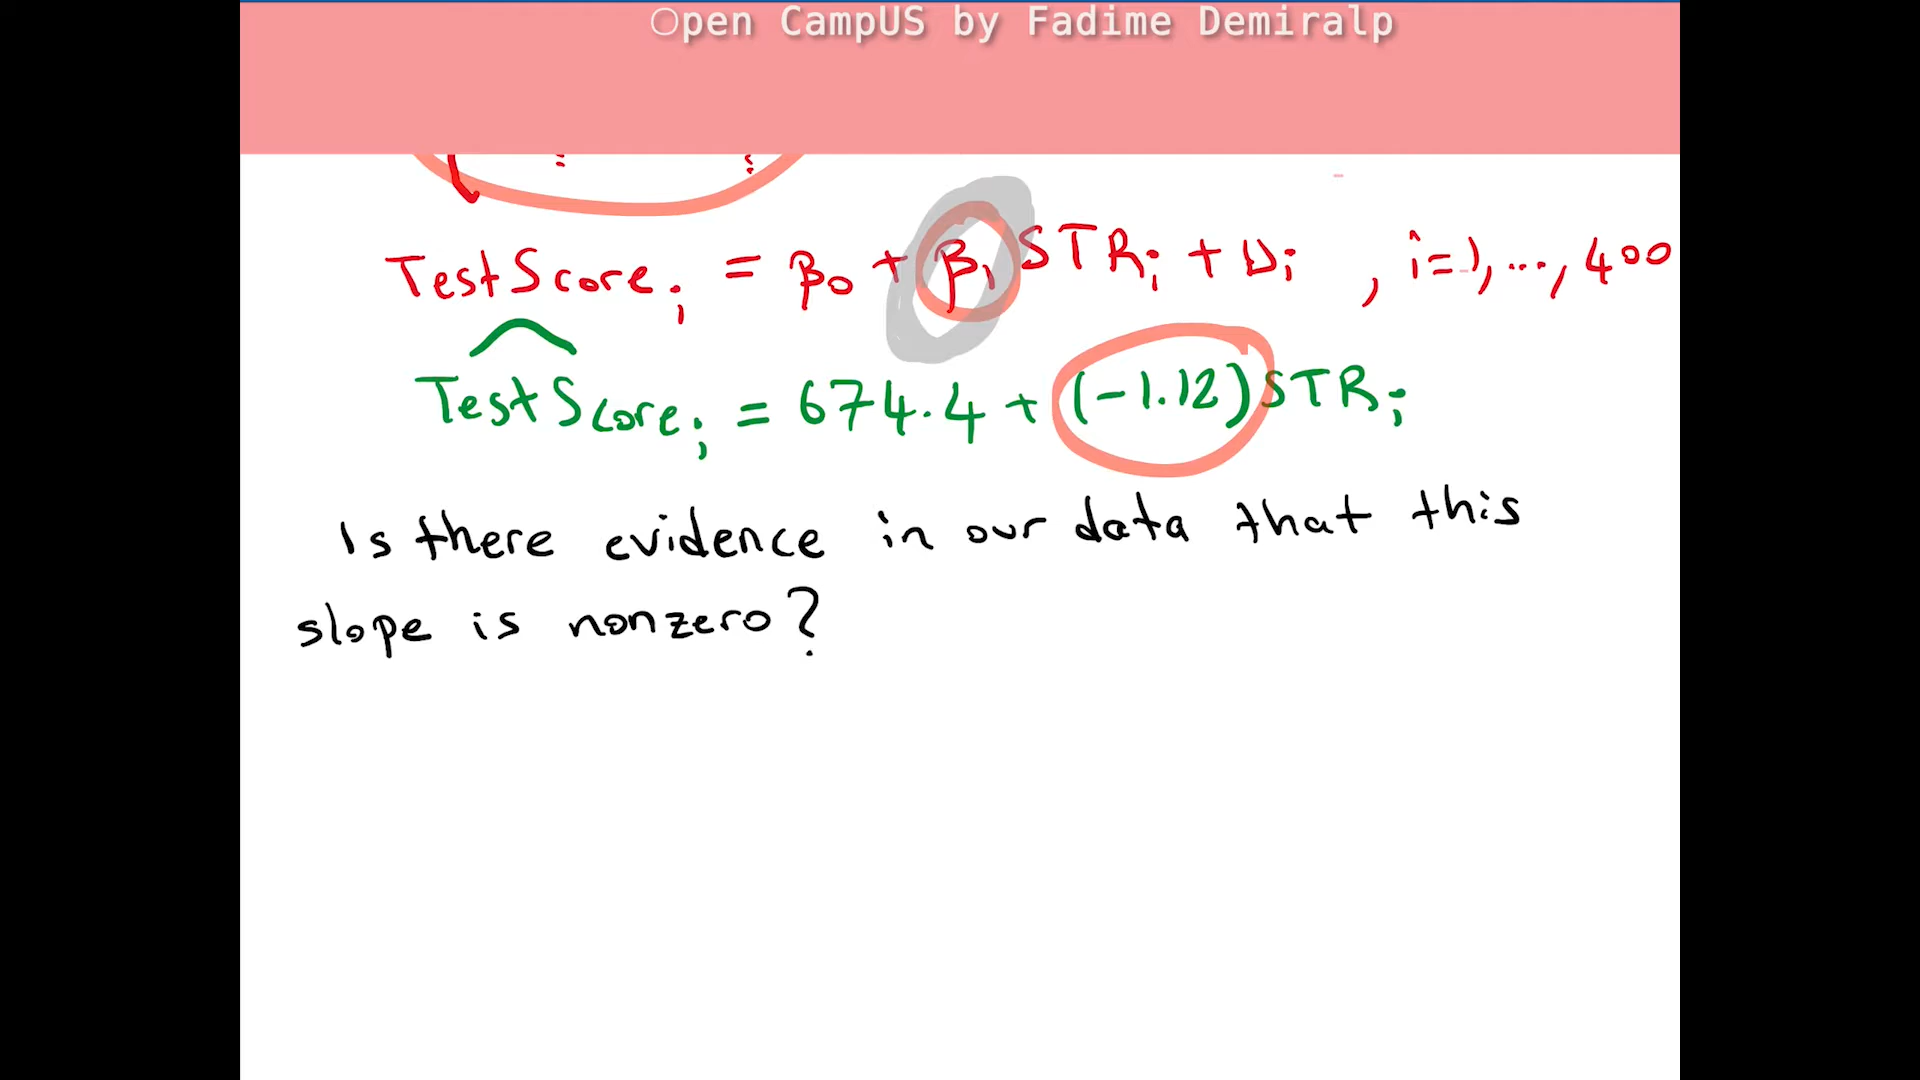 Open CampUS by Fadime Demiralp
TestScoreᵢ = β₀ + β₁ STRᵢ + uᵢ , i=1,...,400
TestScoreᵢ = 674.4 + (-1.12) STRᵢ
Is there evidence in our data that this
slope is nonzero?